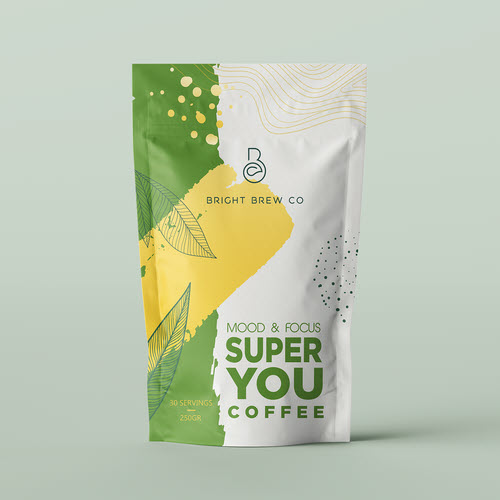 BRIGHT BREW CO
MOOD & FOCUS
SUPER
YOU
COFFEE
30 SERVINGS
250GR